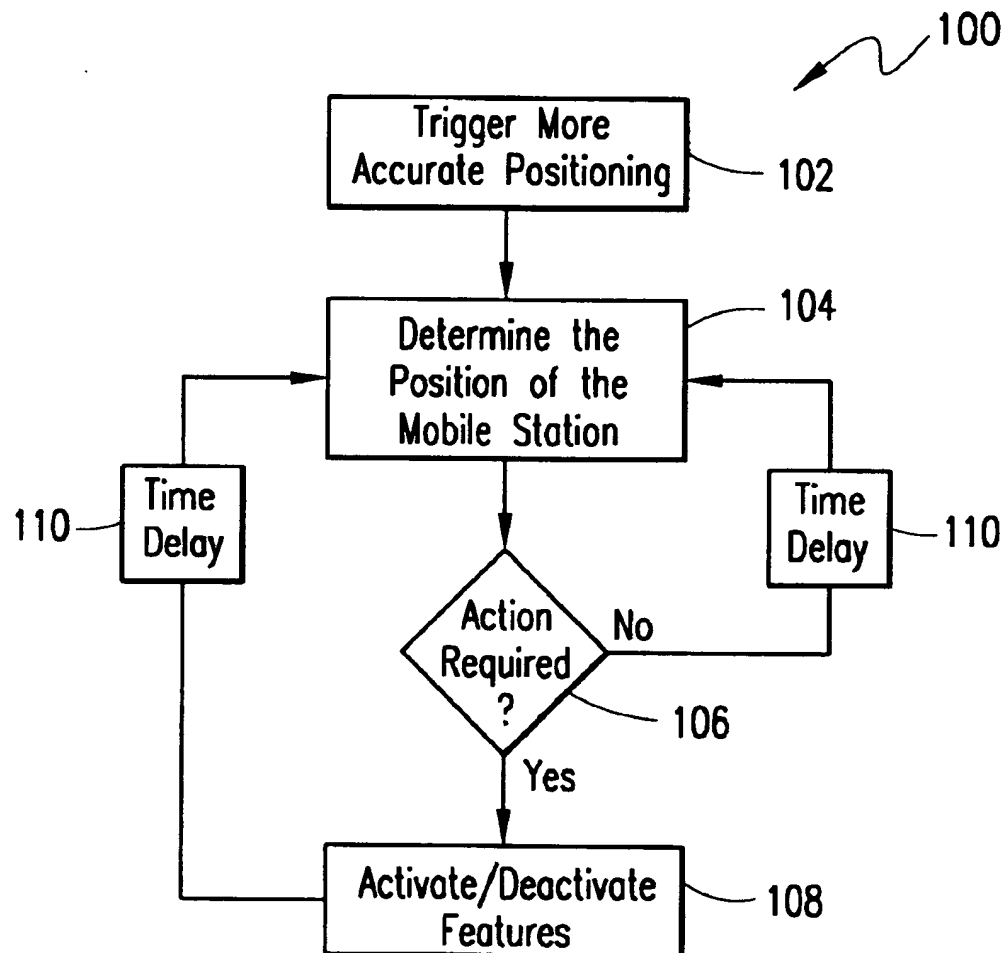 100
Trigger More
Accurate Positioning
102
104
Determine the
Position of the
Mobile Station
110
Time
Delay
Time
Delay
110
Action
Required
?
No
106
Yes
Activate/Deactivate
Features
108